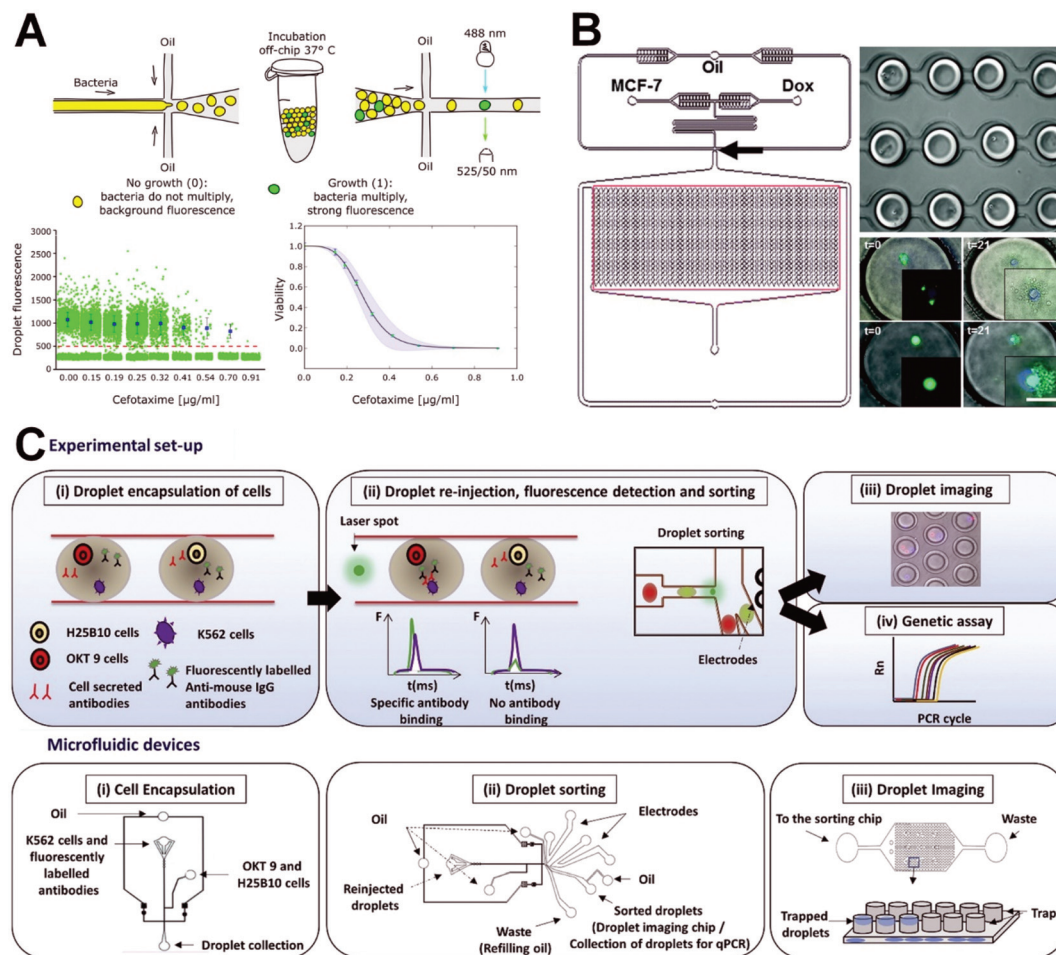 A
Oil
Bacteria
Oil
Incubation
off-chip 37° C
Oil
488 nm
Oil
525/50 nm
No growth (0):
bacteria do not multiply,
background fluorescence
Growth (1):
bacteria multiply,
strong fluorescence
Droplet fluorescence
3000
2500
2000
1500
1000
500
0
0.00 0.15 0.19 0.25 0.32 0.41 0.54 0.70 0.91
Cefotaxime [µg/ml]
Viability
1.2
1.0
0.8
0.6
0.4
0.2
0.0
0.0 0.2 0.4 0.6 0.8 1.0
Cefotaxime [µg/ml]
B
Oil
MCF-7
Dox
t=0
t=21
t=0
t=21
C
Experimental set-up
(i) Droplet encapsulation of cells
H25B10 cells
K562 cells
OKT 9 cells
Fluorescently labelled
Anti-mouse IgG
antibodies
Cell secreted
antibodies
(ii) Droplet re-injection, fluorescence detection and sorting
Laser spot
F
t(ms)
Specific antibody
binding
F
t(ms)
No antibody
binding
Droplet sorting
Electrodes
(iii) Droplet imaging
(iv) Genetic assay
Rn
PCR cycle
Microfluidic devices
(i) Cell Encapsulation
Oil
K562 cells and
fluorescently
labelled
antibodies
OKT 9 and
H25B10 cells
Droplet collection
(ii) Droplet sorting
Oil
Electrodes
Reinjected
droplets
Oil
Waste
(Refilling oil)
Sorted droplets
(Droplet imaging chip /
Collection of droplets for qPCR)
(iii) Droplet Imaging
To the sorting chip
Waste
Trapped
droplets
Trap